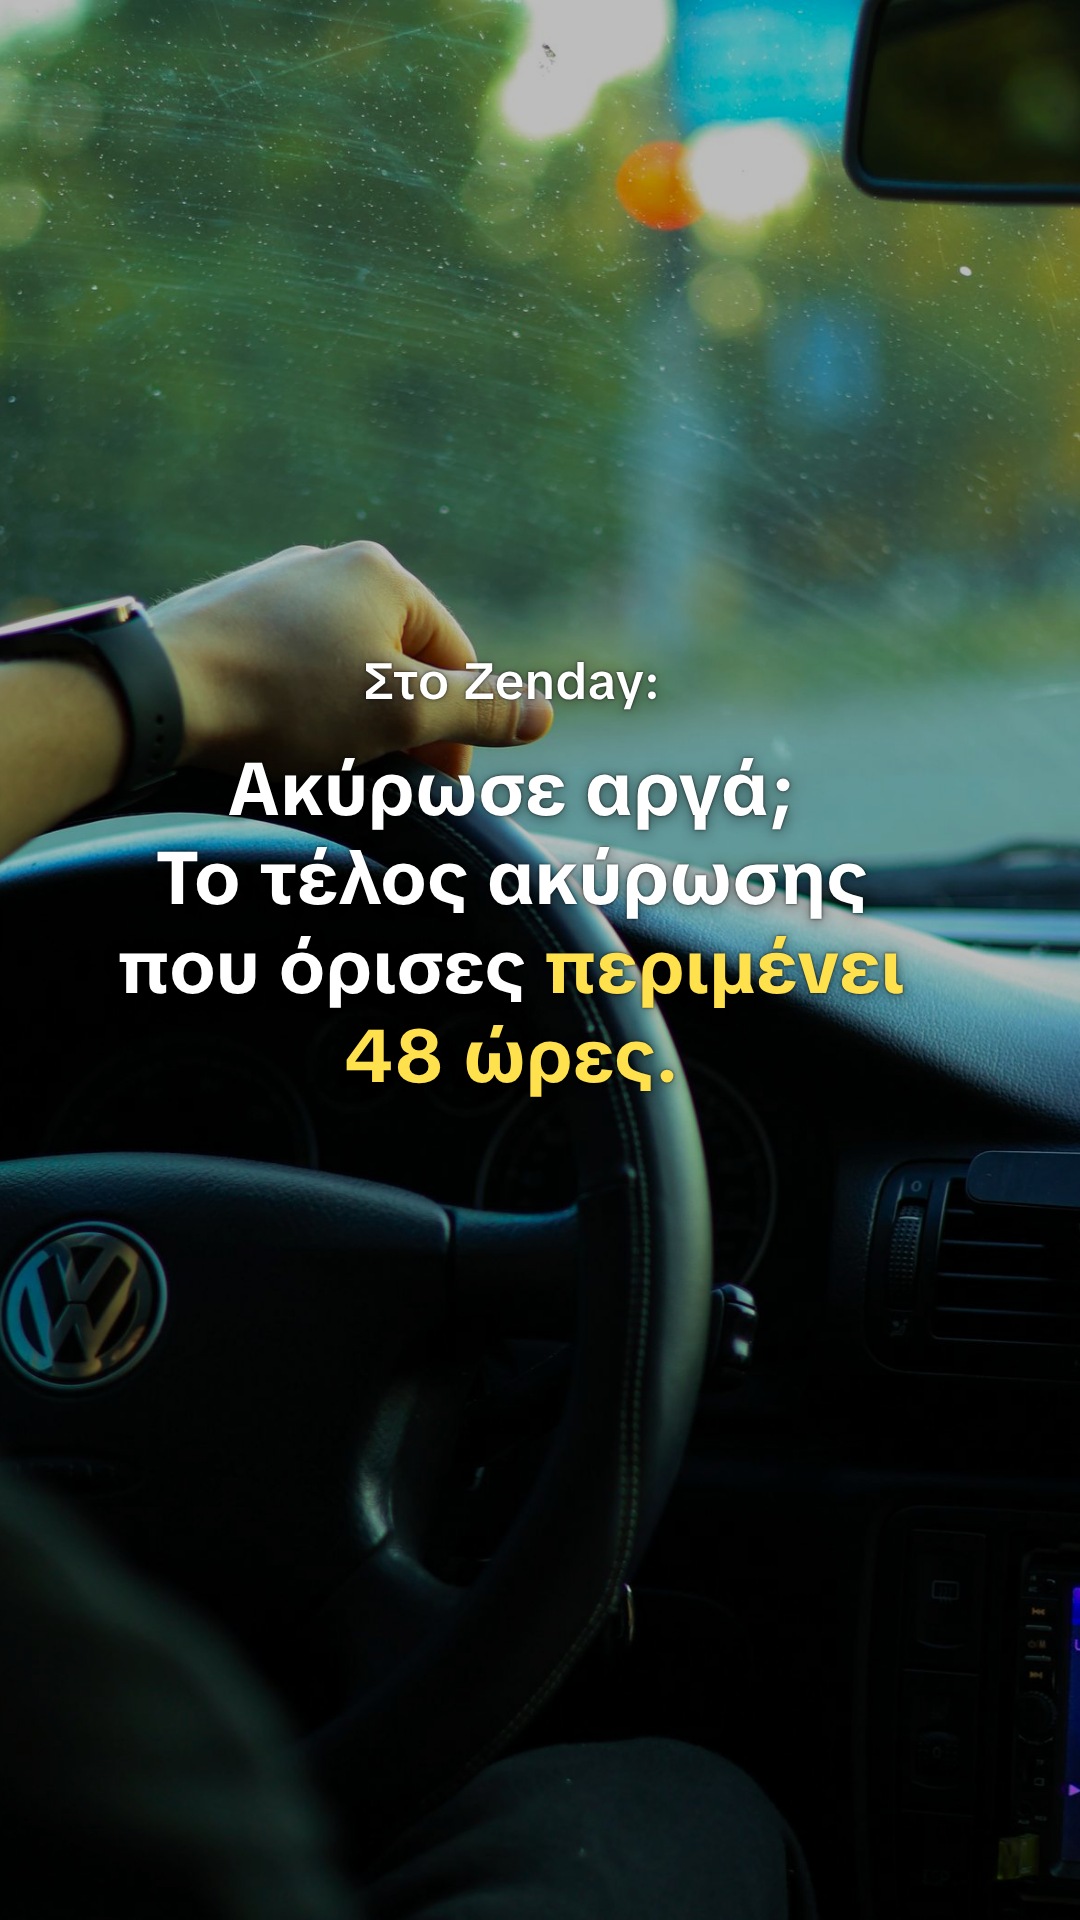 Στο Zenday:
Ακύρωσε αργά;
Το τέλος ακύρωσης
που όρισες περιμένει
48 ώρες.